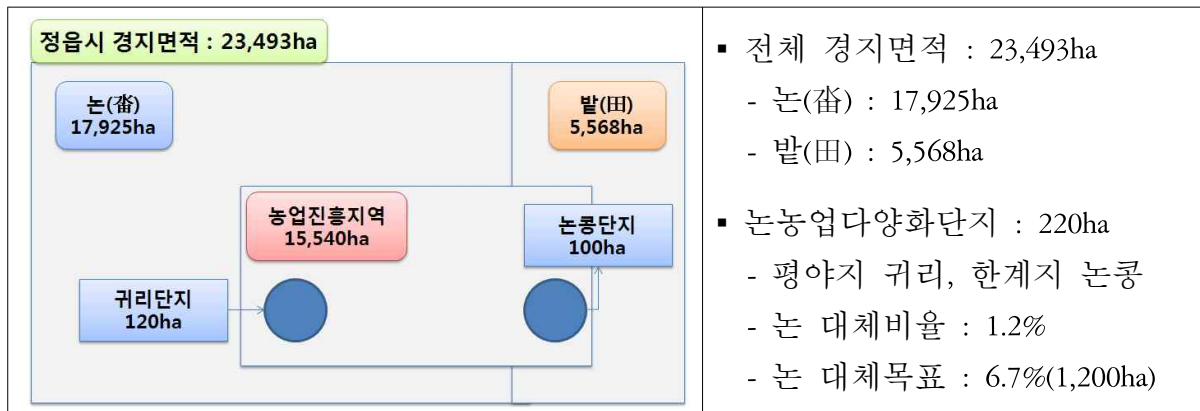 정읍시 경지면적 : 23,493ha
논(畓)
17,925ha
밭(田)
5,568ha
농업진흥지역
15,540ha
논콩단지
100ha
귀리단지
120ha
▪ 전체 경지면적 : 23,493ha
- 논(畓) : 17,925ha
- 밭(田) : 5,568ha
▪ 논농업다양화단지 : 220ha
- 평야지 귀리, 한계지 논콩
- 논 대체비율 : 1.2%
- 논 대체목표 : 6.7%(1,200ha)